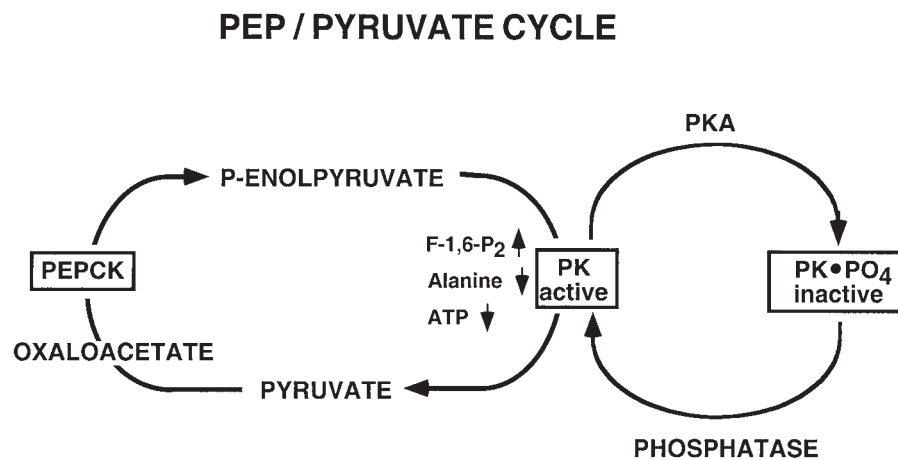 PEP / PYRUVATE CYCLE
PKA
P-ENOLPYRUVATE
F-1,6-P2
Alanine
ATP
PEPCK
PK
active
PK•PO4
inactive
OXALOACETATE
PYRUVATE
PHOSPHATASE